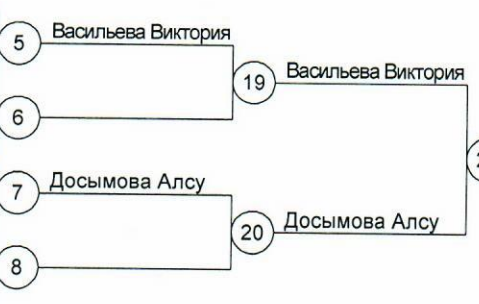 5 Васильева Виктория
19 Васильева Виктория
6
7 Досымова Алсу
20 Досымова Алсу
8